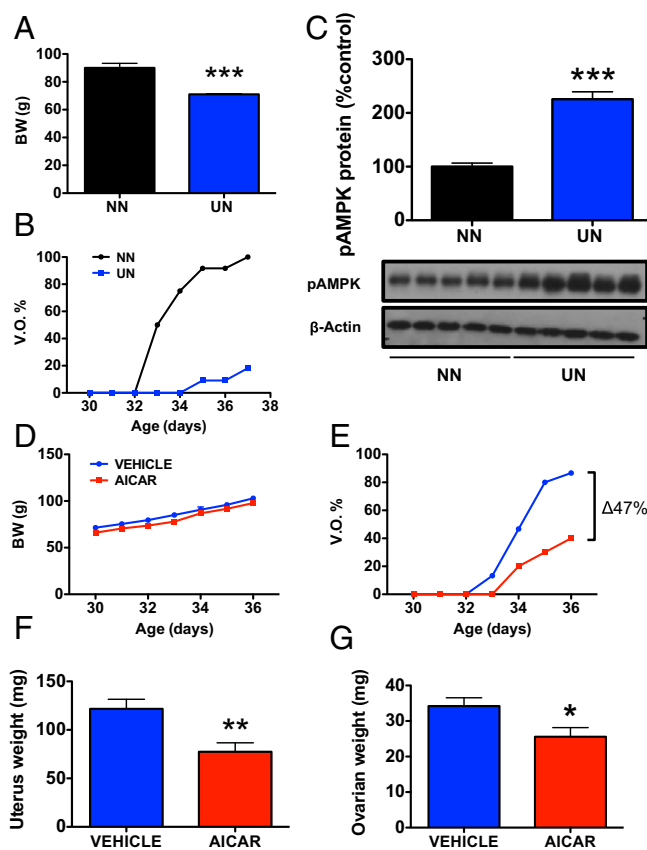 A
BW (g)
100
80
60
40
20
0
***
NN
UN
B
V.O. %
100
80
60
40
20
0
NN
UN
30
32
34
36
38
Age (days)
C
pAMPK protein (%control)
300
200
100
0
***
NN
UN
pAMPK
β-Actin
NN
UN
D
BW (g)
150
100
50
0
VEHICLE
AICAR
30
32
34
36
Age (days)
E
V.O. %
100
80
60
40
20
0
Δ47%
30
32
34
36
Age (days)
F
Uterus weight (mg)
150
100
50
0
**
VEHICLE
AICAR
G
Ovarian weight (mg)
40
30
20
10
0
*
VEHICLE
AICAR